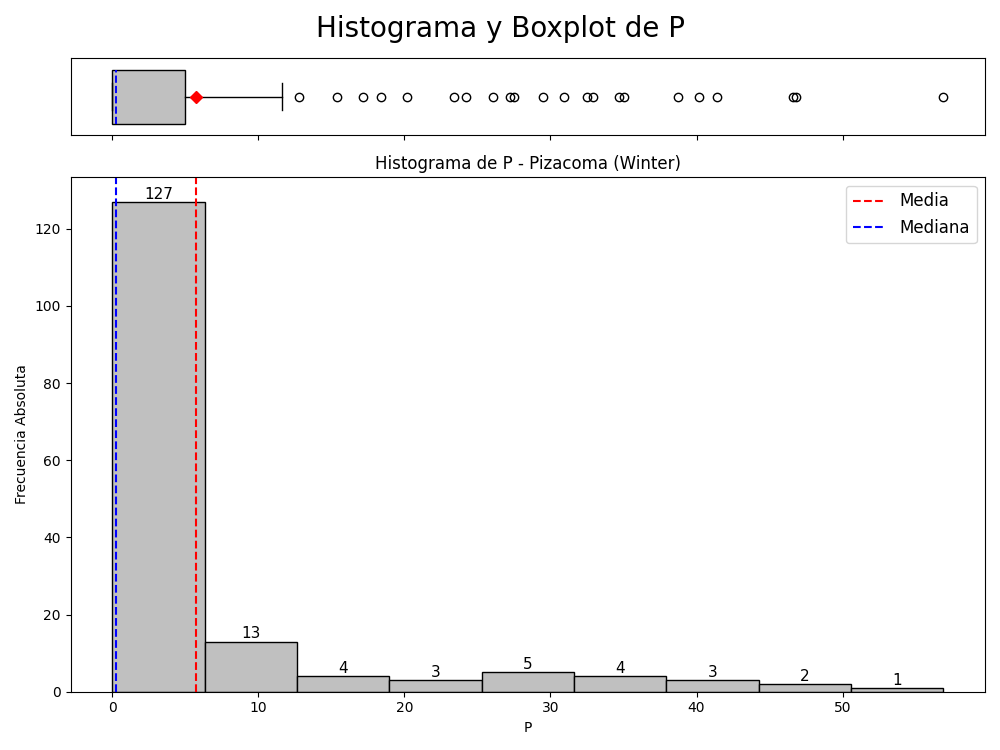 Histograma y Boxplot de P
Histograma de P - Pizacoma (Winter)
127
Media
Mediana
120
100
80
60
40
20
0
Frecuencia Absoluta
13
4
3
5
4
3
2
1
0 10 20 30 40 50
P